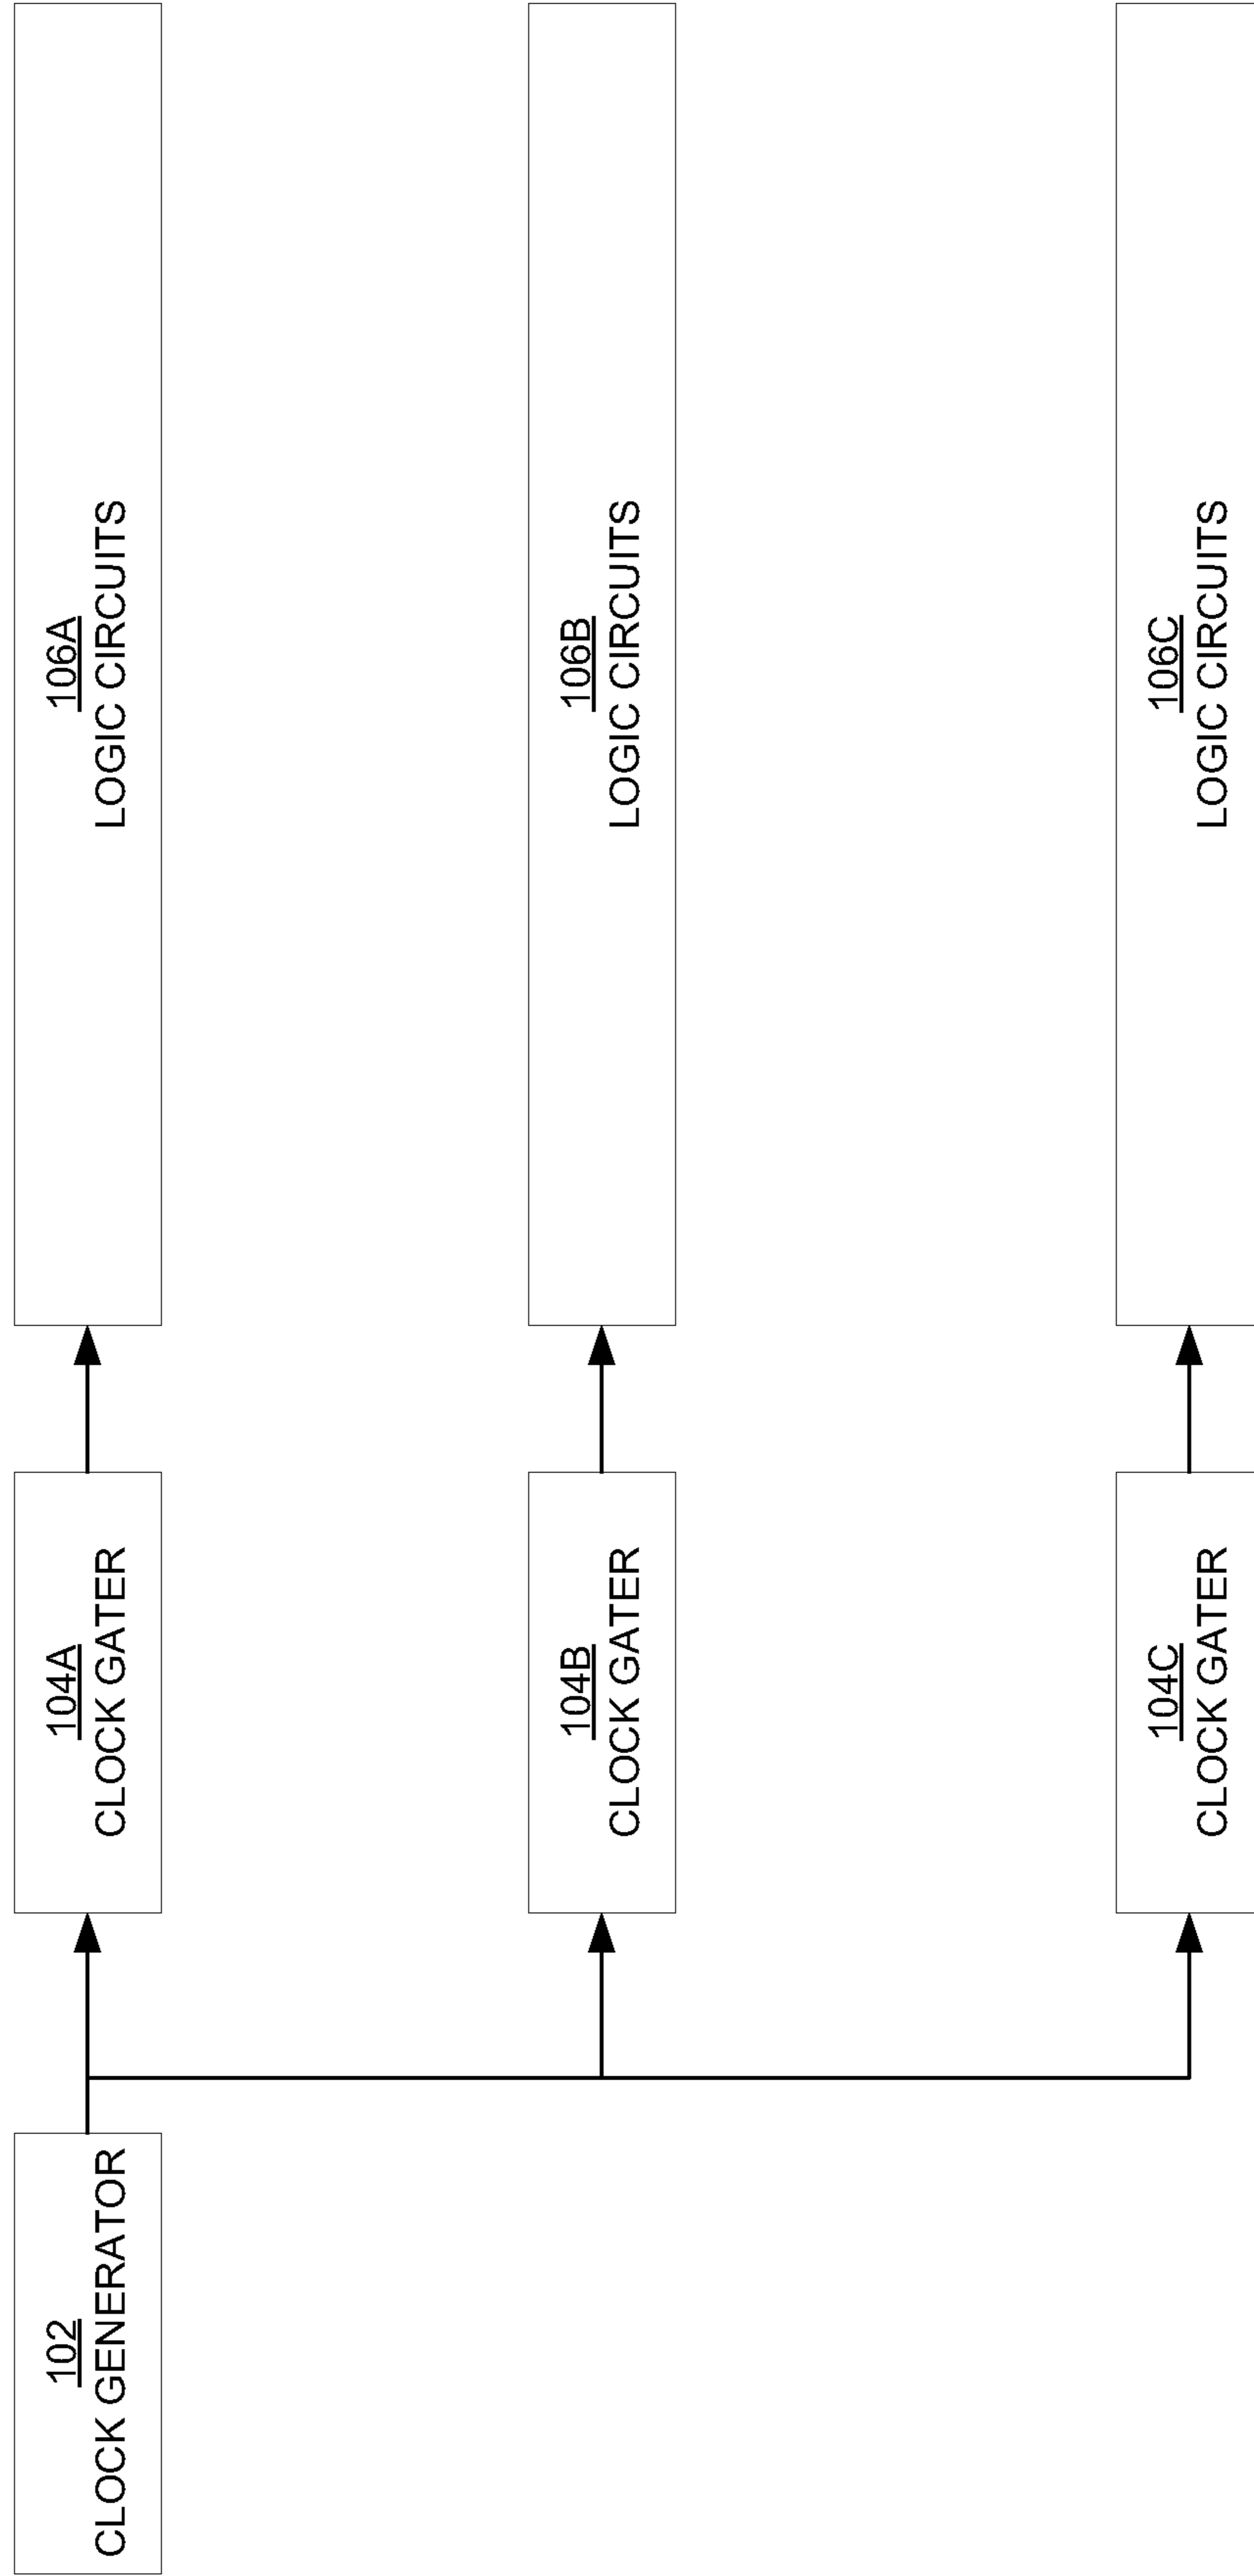 102
CLOCK GENERATOR
104A
CLOCK GATER
106A
LOGIC CIRCUITS
104B
CLOCK GATER
106B
LOGIC CIRCUITS
104C
CLOCK GATER
106C
LOGIC CIRCUITS